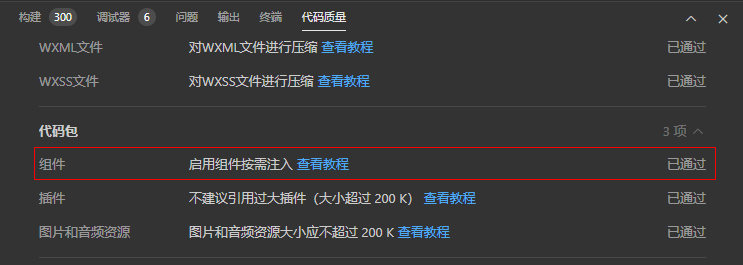 构建 300 调试器 6 问题 输出 终端 代码质量
WXML文件 对WXML文件进行压缩 查看教程 已通过
WXSS文件 对WXSS文件进行压缩 查看教程 已通过
代码包 3 项
组件 启用组件按需注入 查看教程 已通过
插件 不建议引用过大插件（大小超过 200 K） 查看教程 已通过
图片和音频资源 图片和音频资源大小应不超过 200 K 查看教程 已通过